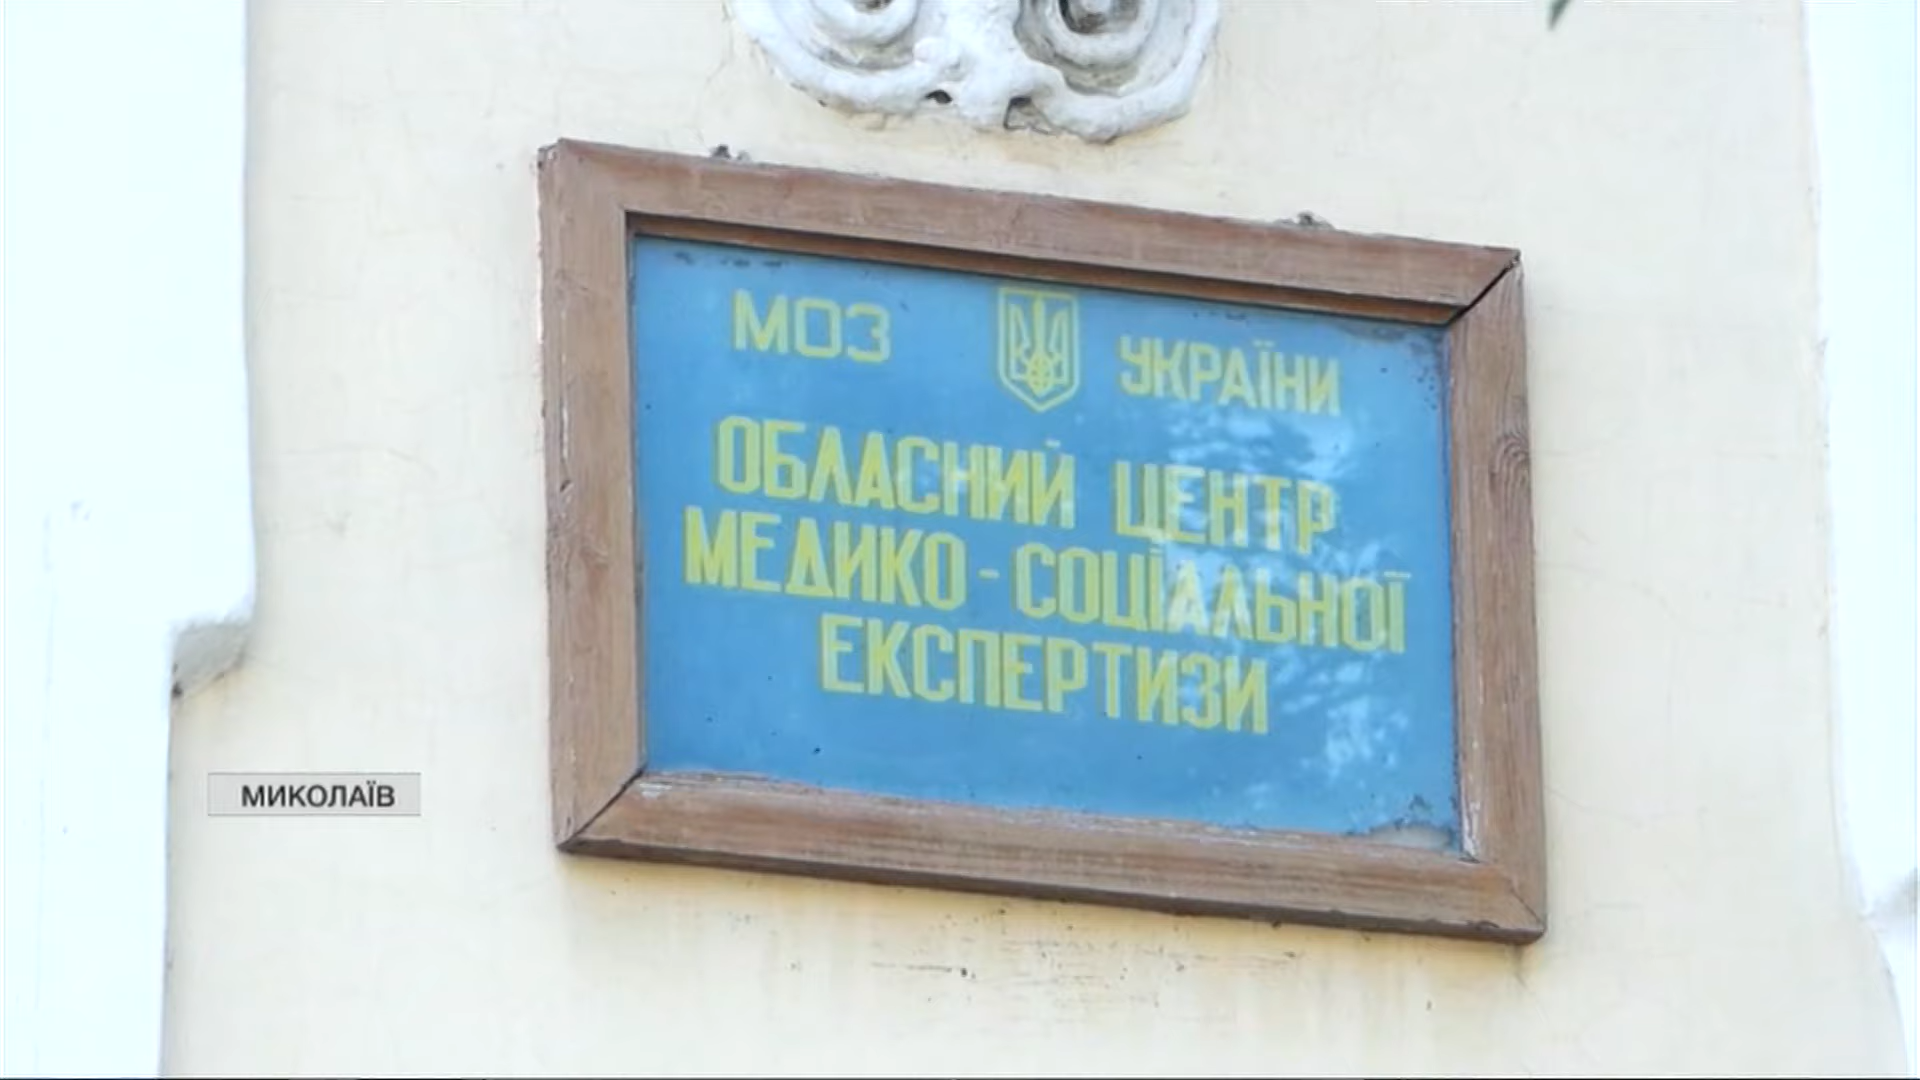 МОЗ УКРАЇНИ
ОБЛАСНИЙ ЦЕНТР
МЕДИКО - СОЦІАЛЬНОЇ
ЕКСПЕРТИЗИ
МИКОЛАЇВ